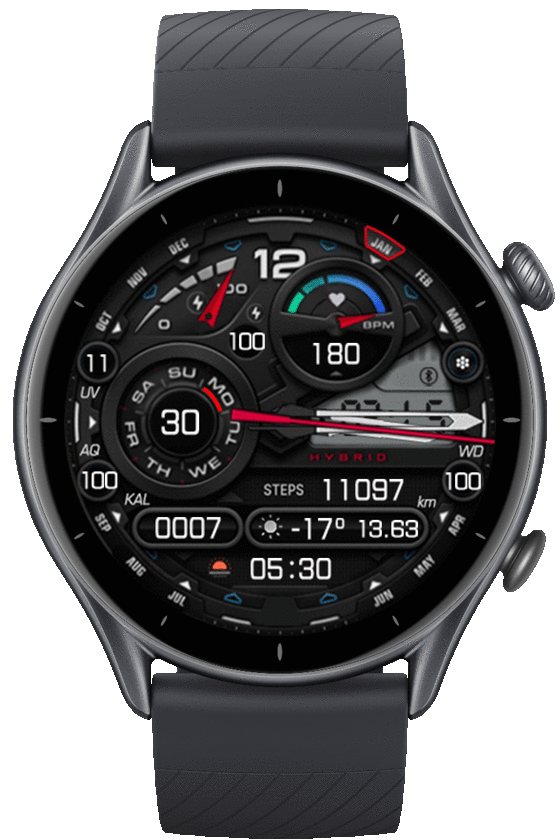 JAN
FEB
MAR
APR
MAY
JUN
JUL
AUG
SEP
OCT
NOV
DEC
12
0
100
100
BPM
180
11
UV
AQ
100
SU
MO
TU
WE
TH
FR
SA
30
HYBRID
WD
100
KAL
STEPS 11097
km
0007
-17º 13.63
05:30